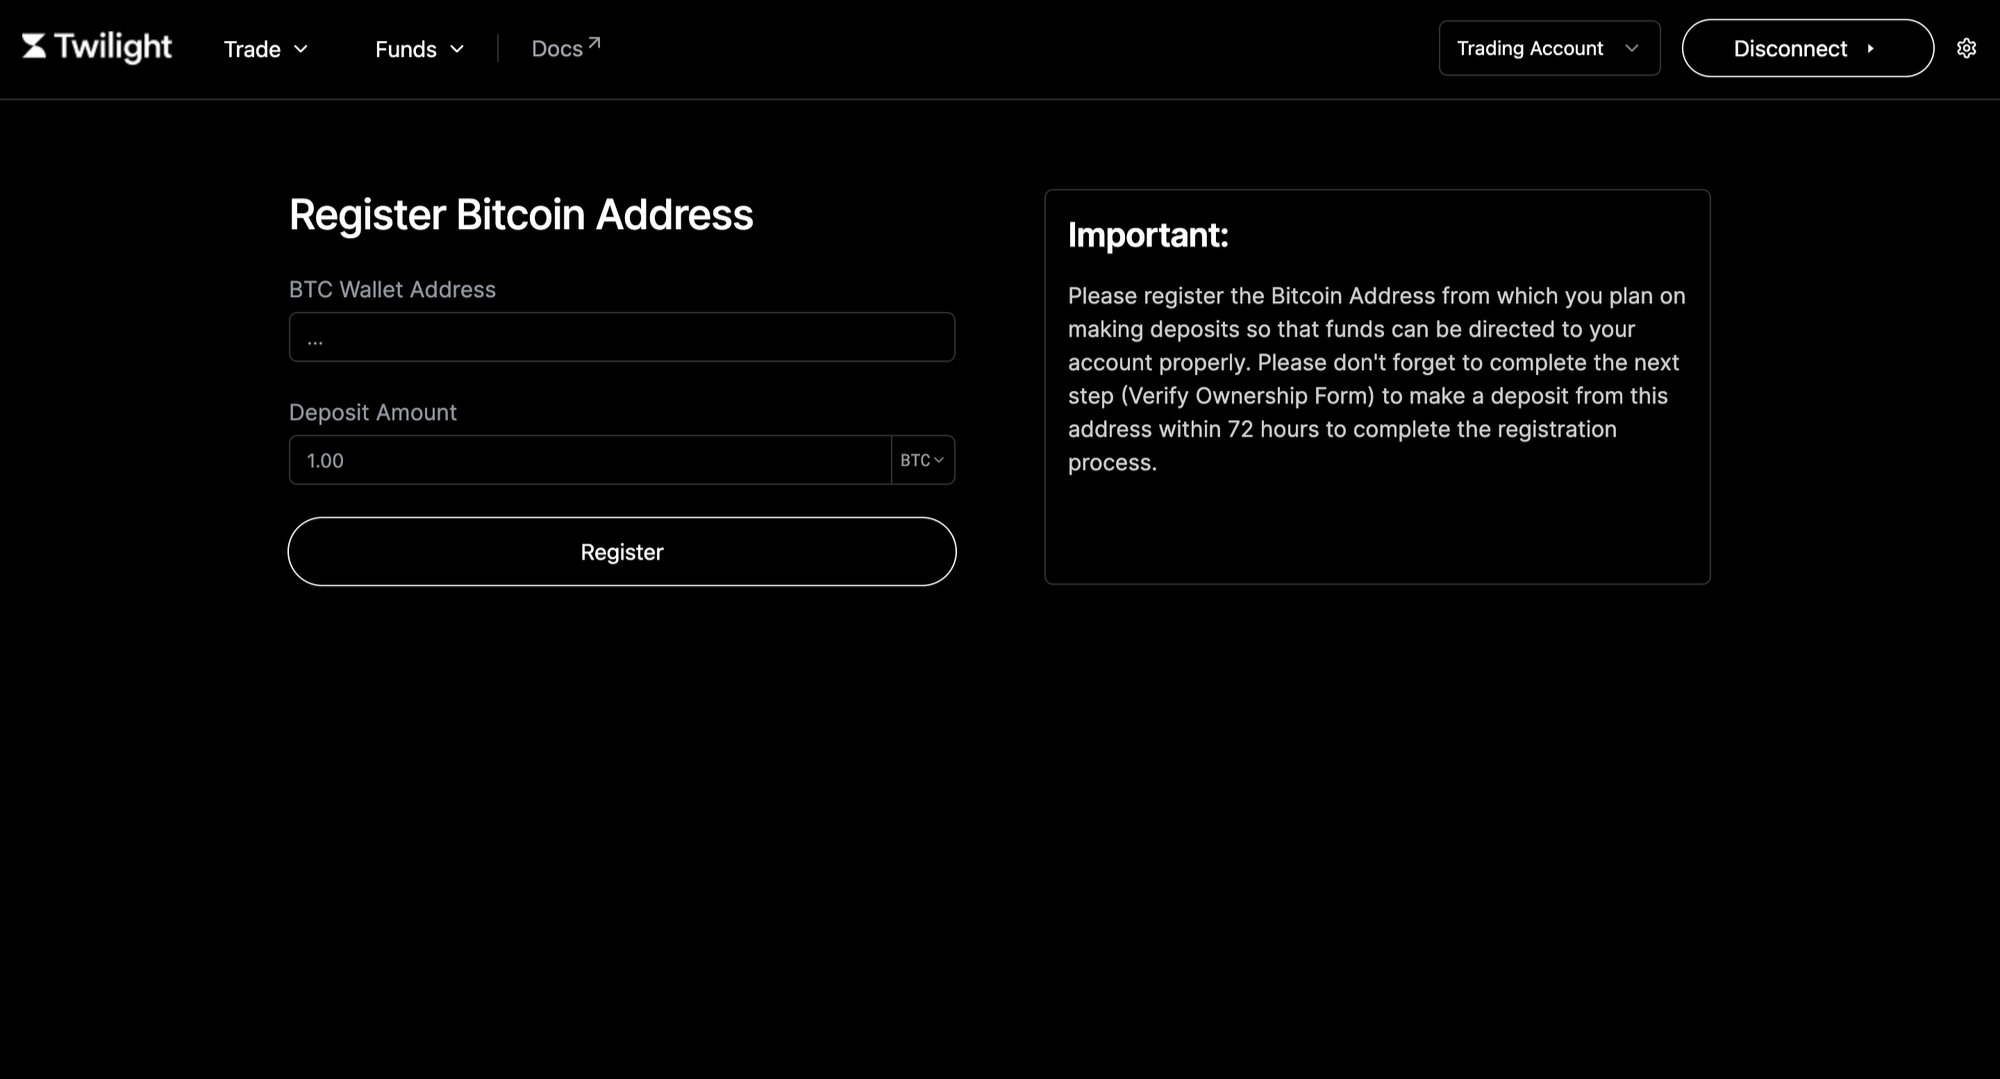 Twilight
Trade
Funds
Docs
Trading Account
Disconnect
Register Bitcoin Address
BTC Wallet Address
...
Deposit Amount
1.00
BTC
Register
Important:
Please register the Bitcoin Address from which you plan on
making deposits so that funds can be directed to your
account properly. Please don't forget to complete the next
step (Verify Ownership Form) to make a deposit from this
address within 72 hours to complete the registration
process.